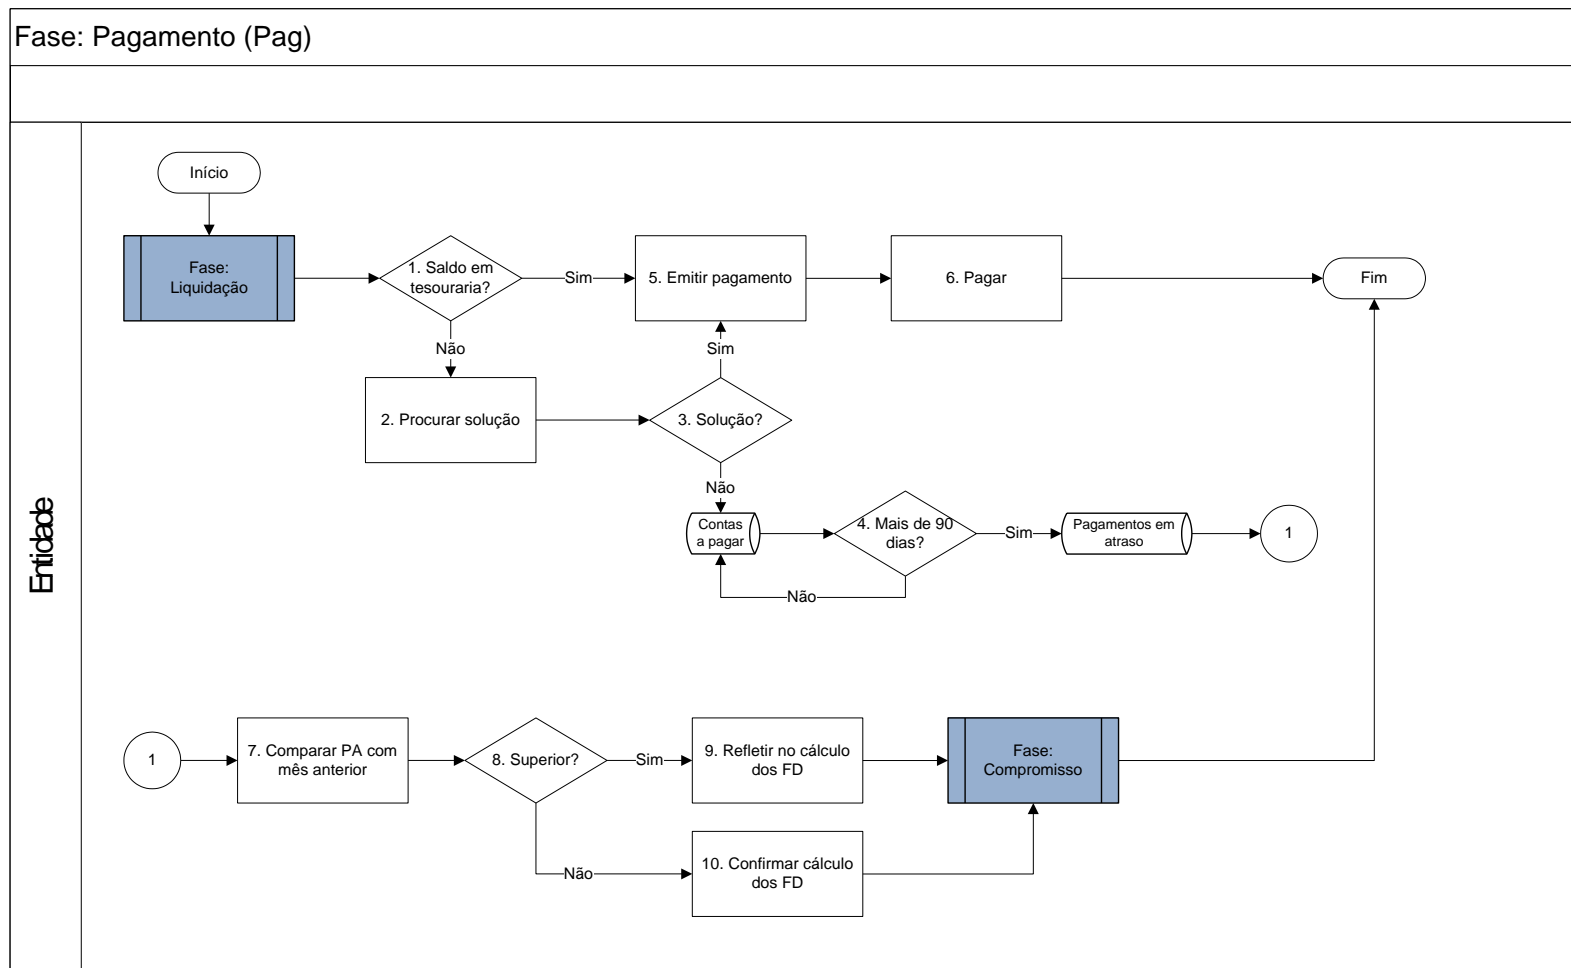 Fase: Pagamento (Pag)
Entidade
Início
Fase:
Liquidação
1. Saldo em
tesouraria?
Sim
5. Emitir pagamento
6. Pagar
Fim
Não
Sim
2. Procurar solução
3. Solução?
Não
Contas
a pagar
4. Mais de 90
dias?
Sim
Pagamentos em
atraso
1
Não
1
7. Comparar PA com
mês anterior
8. Superior?
Sim
9. Refletir no cálculo
dos FD
Fase:
Compromisso
Não
10. Confirmar cálculo
dos FD